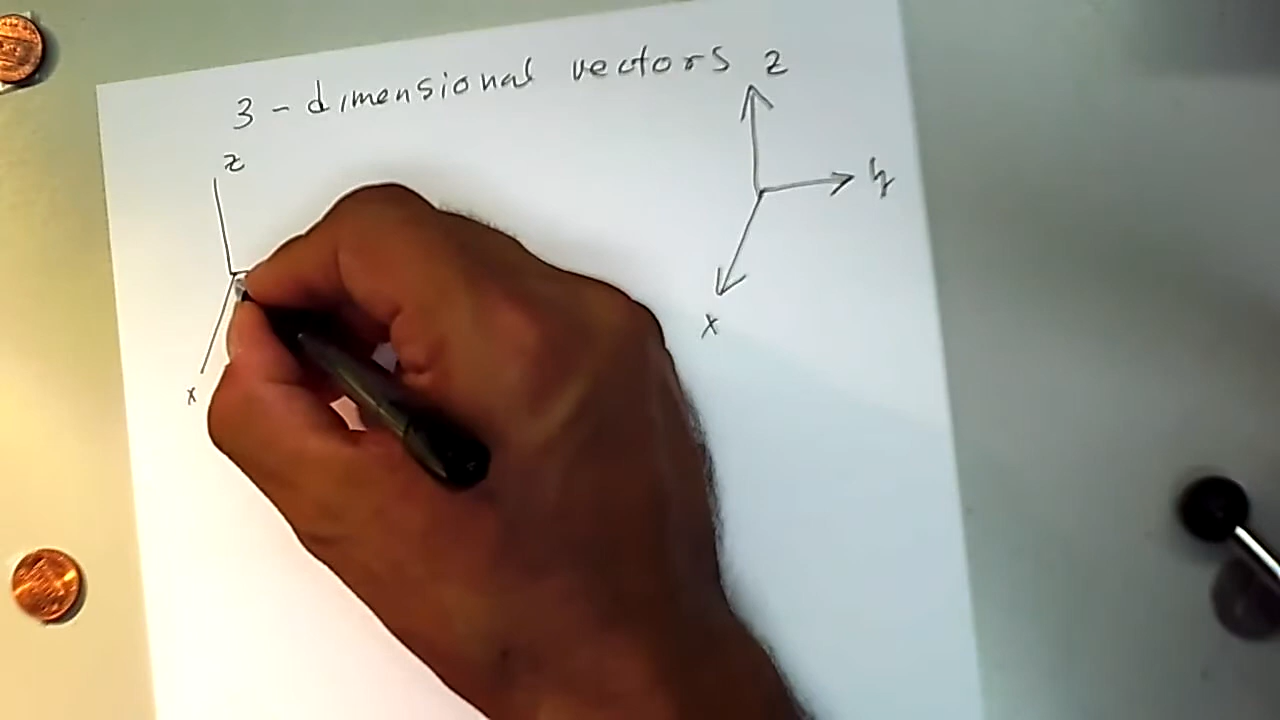 3 - dimensional vectors
z
z
y
x
x